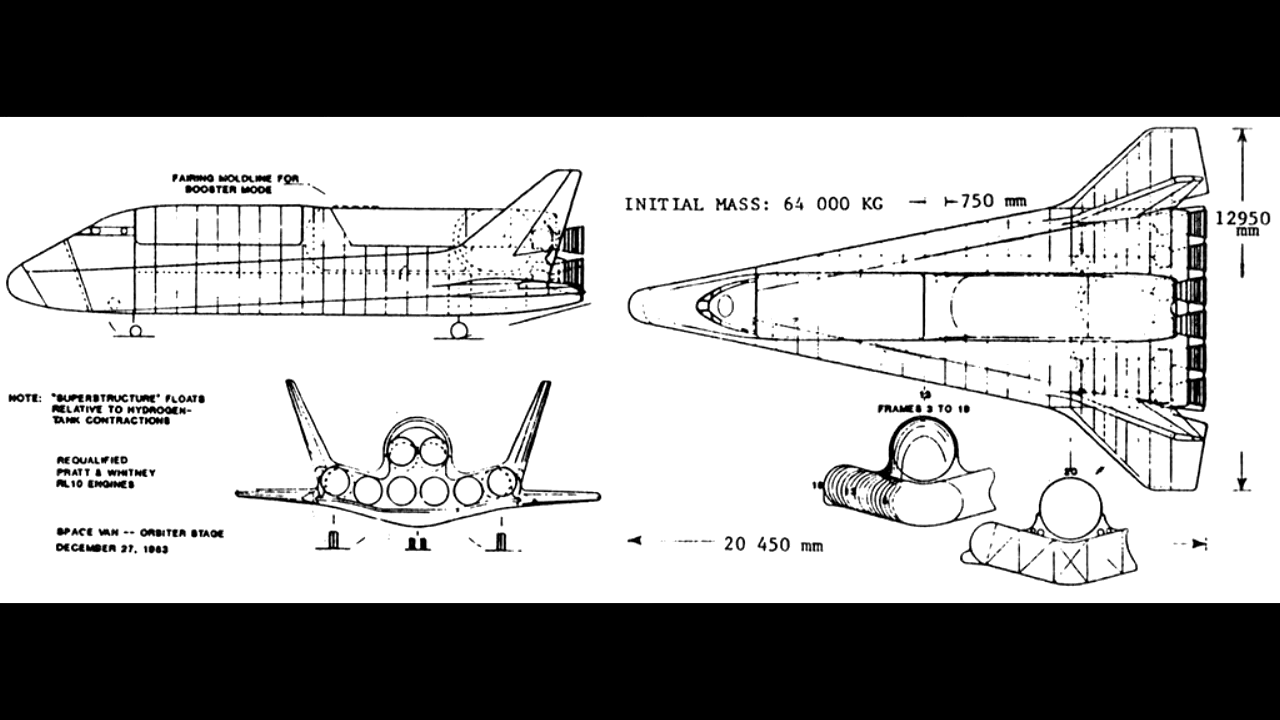 FAIRING MOLDLINE FOR
BOOSTER MODE
INITIAL MASS: 64 000 KG
750 mm
12950
mm
NOTE: "SUPERSTRUCTURE" FLOATS
RELATIVE TO HYDROGEN-
TANK CONTRACTIONS
REQUALIFIED
PRATT & WHITNEY
RL10 ENGINES
SPACE VAN -- ORBITER STAGE
DECEMBER 27, 1983
FRAMES 3 TO 19
20
20 450 mm